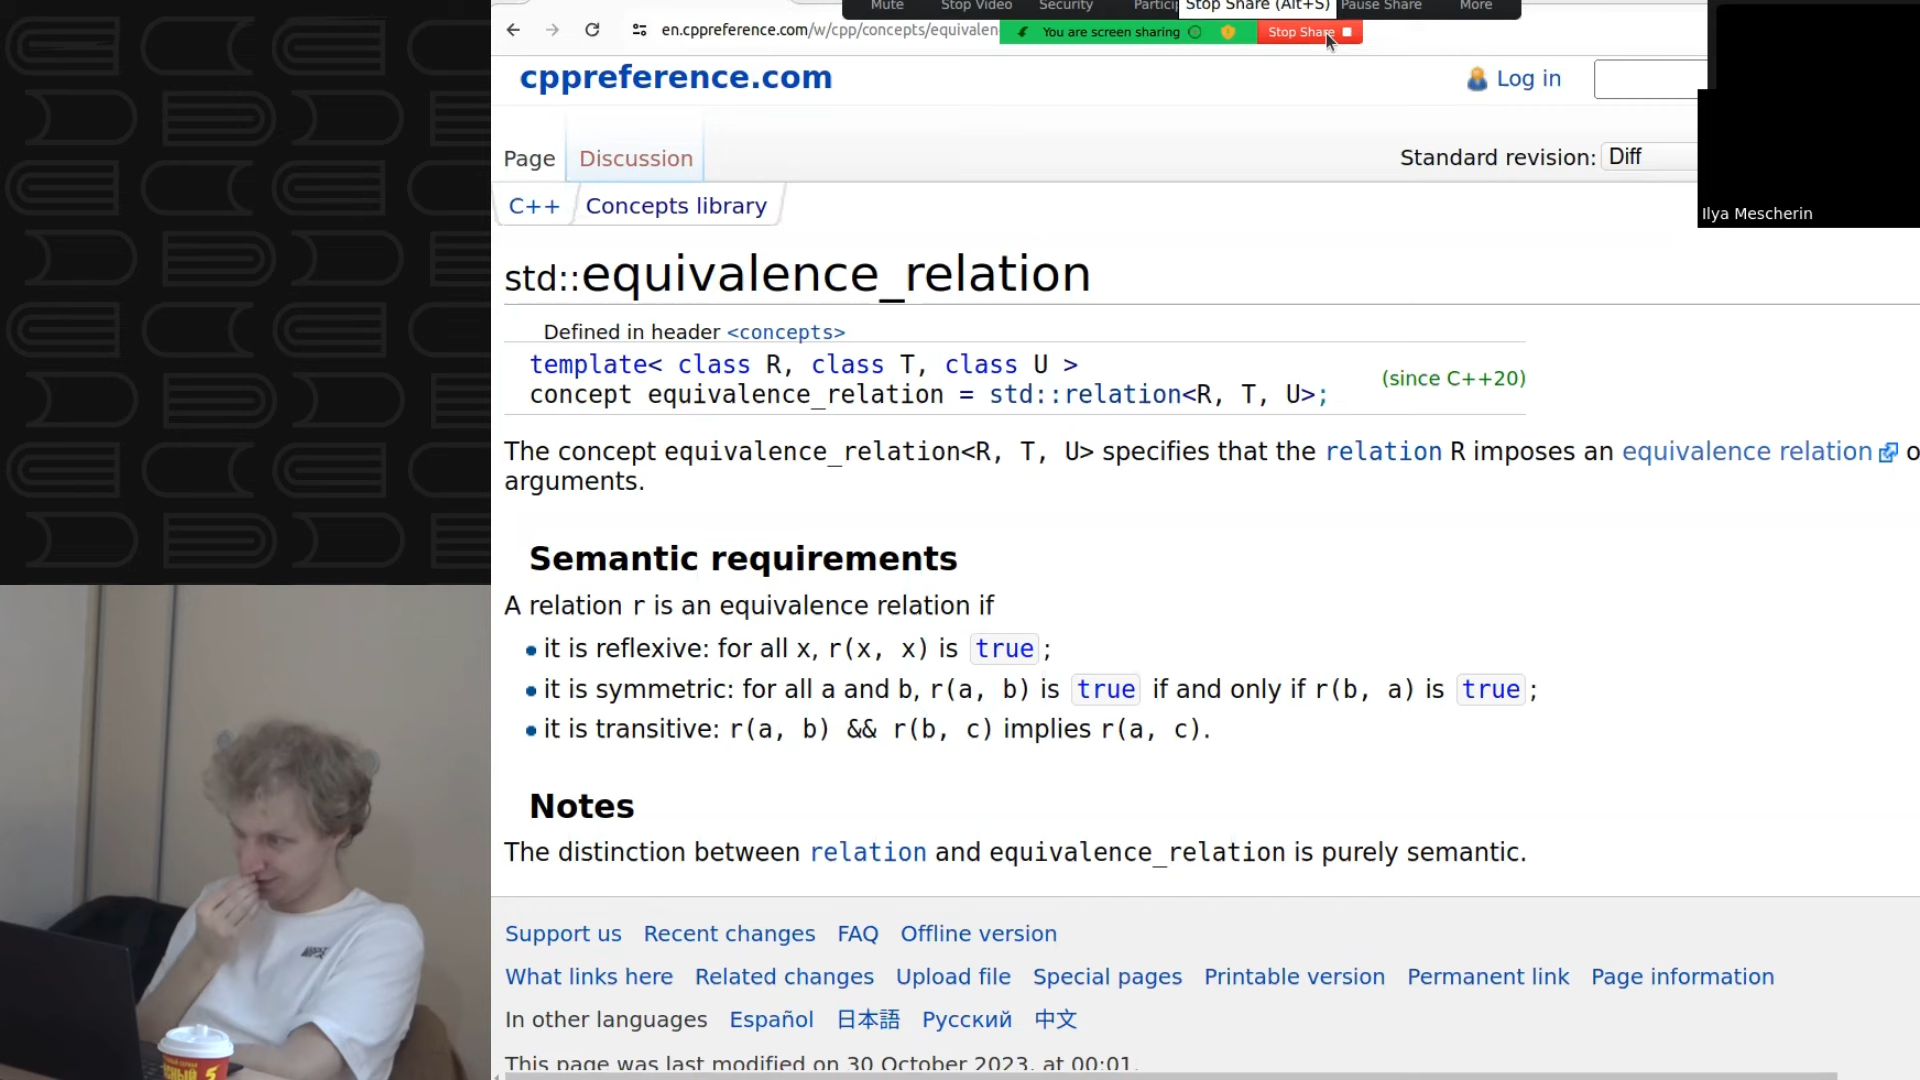 Mute Stop Video Security Stop Share (Alt+S) Pause Share More
en.cppreference.com/w/cpp/concepts/equivalen
You are screen sharing
Stop Share
cppreference.com
Log in
Page Discussion
Standard revision: Diff
Ilya Mescherin
C++ Concepts library
std::equivalence_relation
Defined in header <concepts>
template< class R, class T, class U >
concept equivalence_relation = std::relation<R, T, U>;
(since C++20)
The concept equivalence_relation<R, T, U> specifies that the relation R imposes an equivalence relation
arguments.
Semantic requirements
A relation r is an equivalence relation if
it is reflexive: for all x, r(x, x) is true ;
it is symmetric: for all a and b, r(a, b) is true if and only if r(b, a) is true ;
it is transitive: r(a, b) && r(b, c) implies r(a, c).
Notes
The distinction between relation and equivalence_relation is purely semantic.
Support us Recent changes FAQ Offline version
What links here Related changes Upload file Special pages Printable version Permanent link Page information
In other languages Español 日本語 Русский 中文
This page was last modified on 30 October 2023, at 00:01.